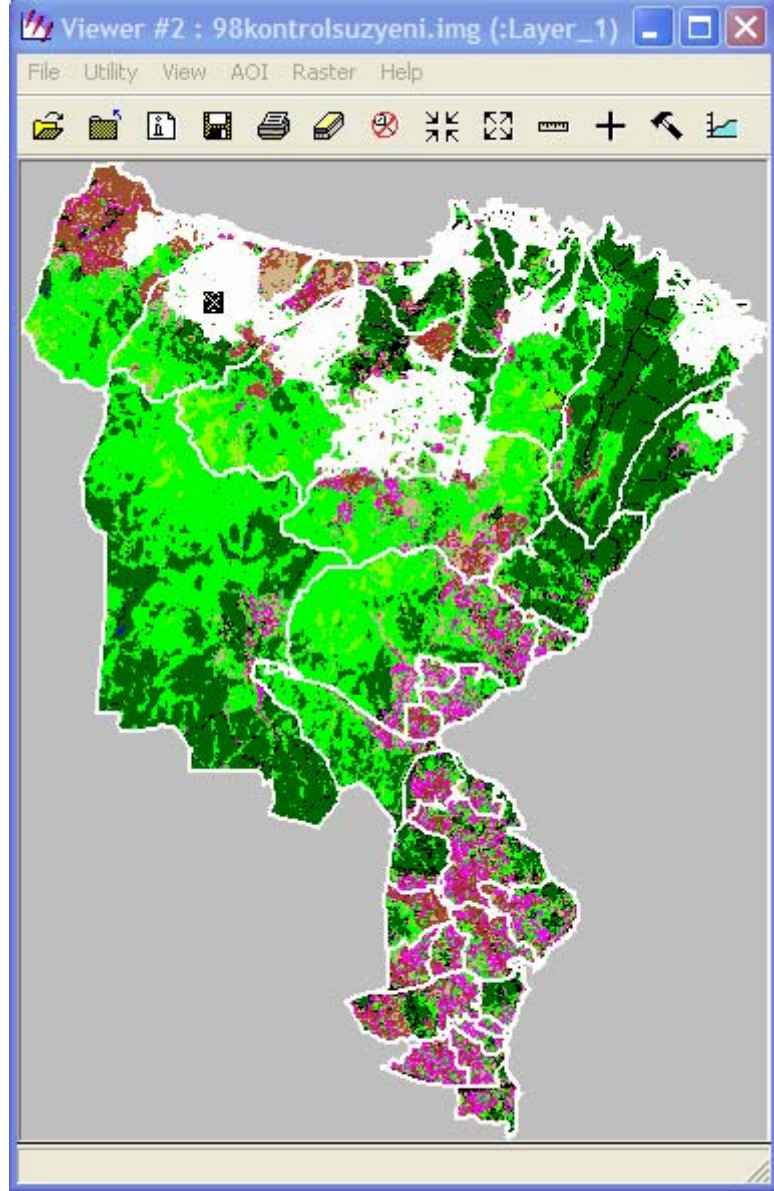 Viewer #2 : 98kontrolsuzyeni.img (:Layer_1)
File Utility View AOI Raster Help